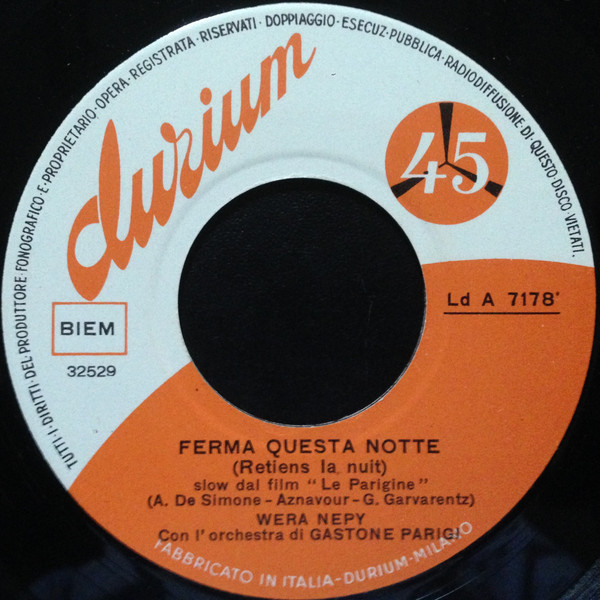 TUTTI·I·DIRITTI·DEL·PRODUTTORE·FONOGRAFICO·E·PROPRIETARIO·OPERA·REGISTRATA·RISERVATI·DOPPIAGGIO·ESECUZ·PUBBLICA·RADIODIFFUSIONE·DI·QUESTO·DISCO·VIETATI.
durium
45
Ld A 7178'
BIEM
32529
FERMA QUESTA NOTTE
(Retiens la nuit)
slow dal film "Le Parigine"
(A. De Simone-Aznavour-G. Garvarentz)
WERA NEPY
Con l'orchestra di GASTONE PARIGI
FABBRICATO IN ITALIA-DURIUM-MILANO